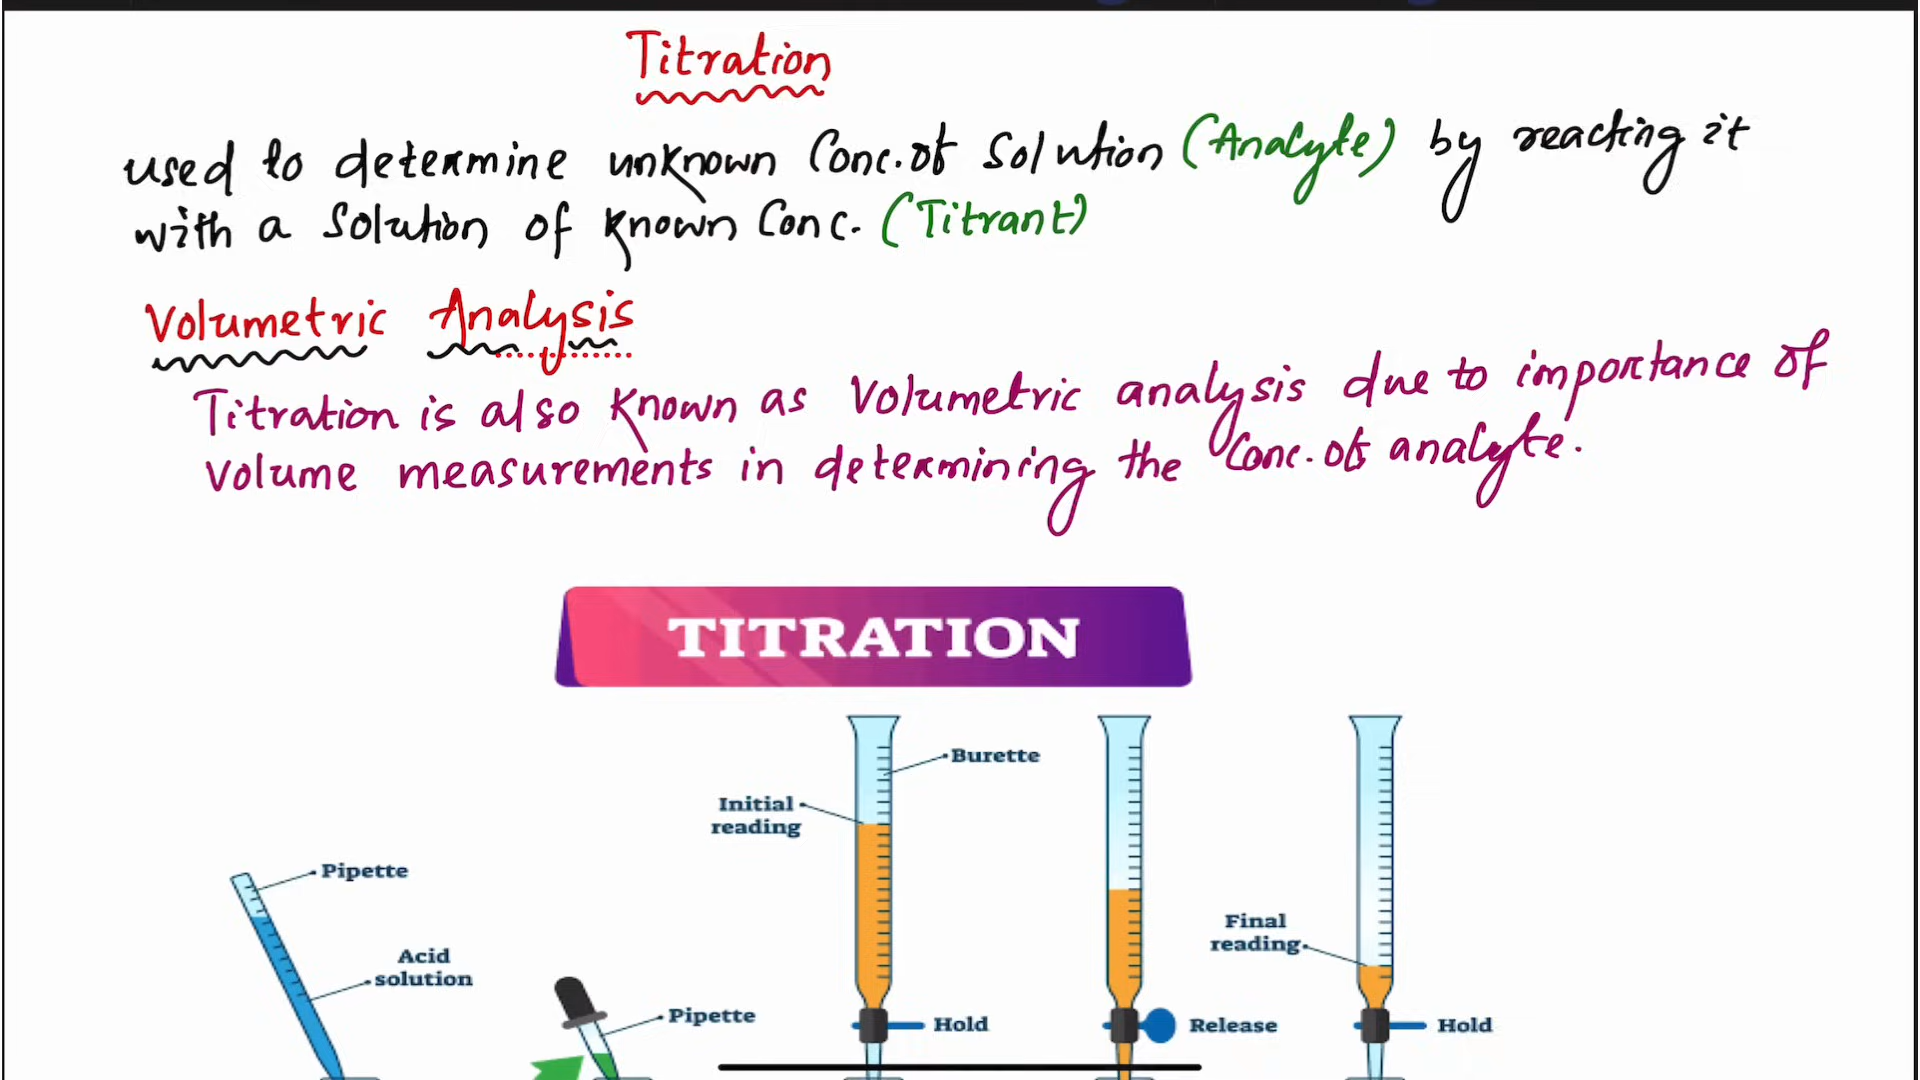 Titration
used to determine unknown Conc. of Solution (Analyte) by reacting it
with a Solution of known Conc. (Titrant)
Volumetric Analysis
Titration is also known as Volumetric analysis due to importance of
volume measurements in determining the Conc. of analyte.
TITRATION
Burette
Initial
reading
Pipette
Acid
solution
Pipette
Hold
Release
Final
reading
Hold